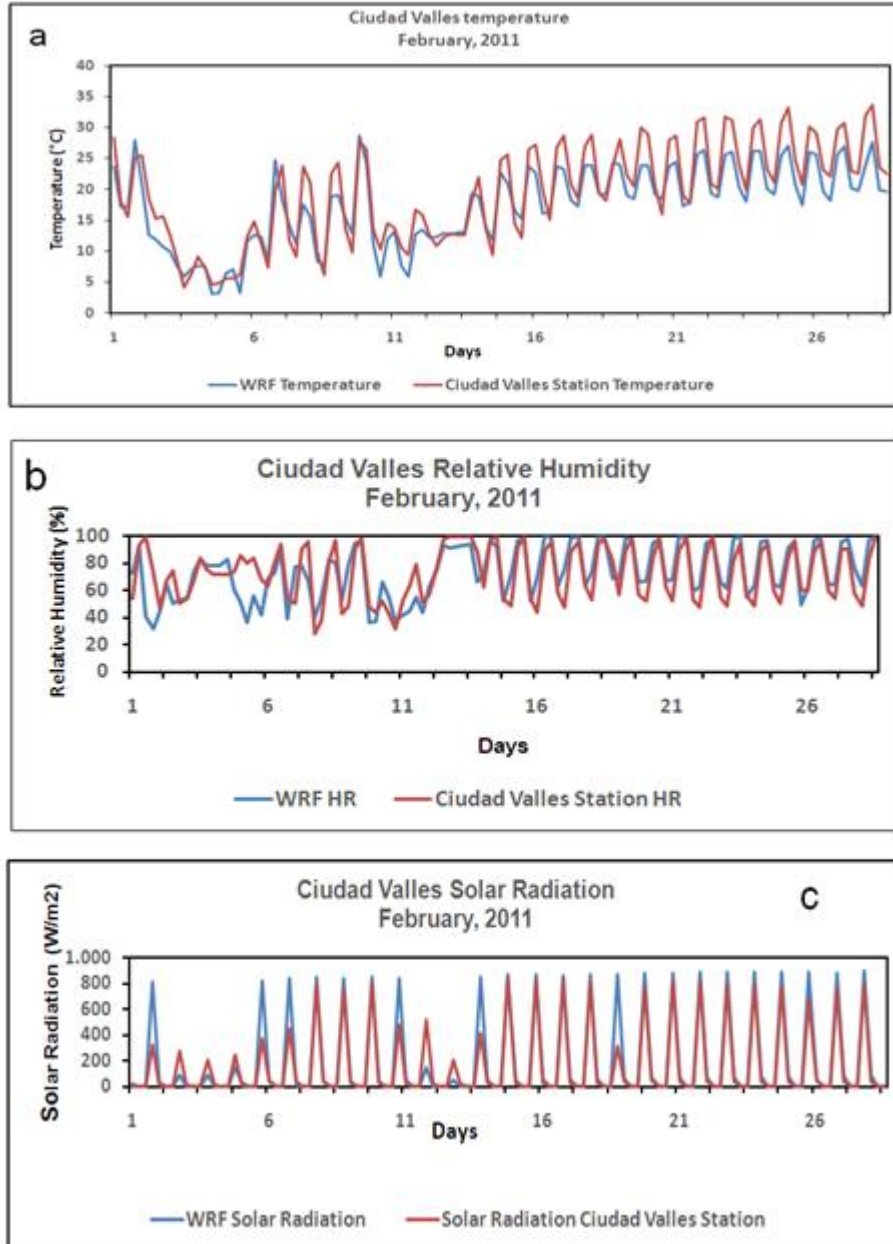 a
Ciudad Valles temperature
February, 2011
Temperature (°C)
40
35
30
25
20
15
10
5
0
1 6 11 16 21 26
Days
WRF Temperature Ciudad Valles Station Temperature
b
Ciudad Valles Relative Humidity
February, 2011
Relative Humidity (%)
100
80
60
40
20
0
1 6 11 16 21 26
Days
WRF HR Ciudad Valles Station HR
Ciudad Valles Solar Radiation
February, 2011
c
Solar Radiation (W/m2)
1.000
800
600
400
200
0
1 6 11 16 21 26
Days
WRF Solar Radiation Solar Radiation Ciudad Valles Station